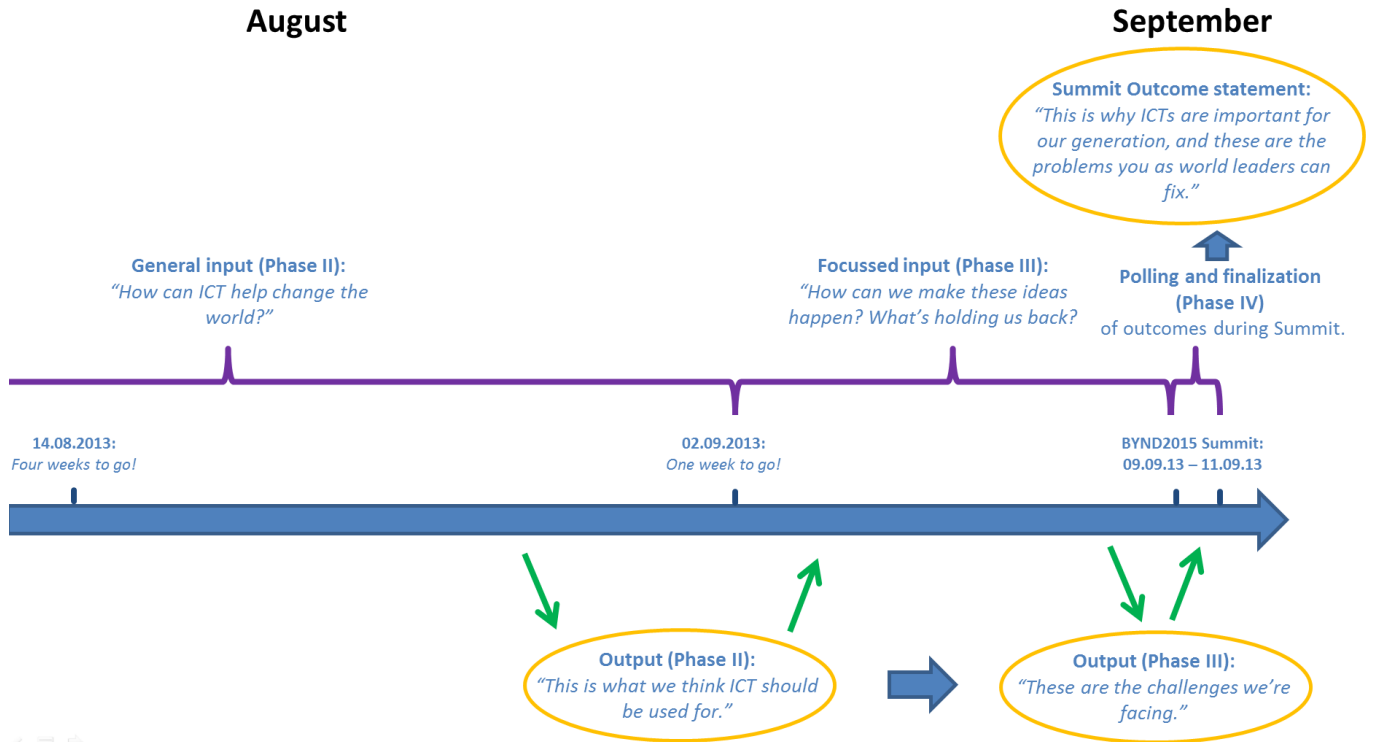 August
September
Summit Outcome statement:
“This is why ICTs are important for
our generation, and these are the
problems you as world leaders can
fix.”
General input (Phase II):
“How can ICT help change the
world?”
Focussed input (Phase III):
“How can we make these ideas
happen? What’s holding us back?
Polling and finalization
(Phase IV)
of outcomes during Summit.
14.08.2013:
Four weeks to go!
02.09.2013:
One week to go!
BYND2015 Summit:
09.09.13 – 11.09.13
Output (Phase II):
“This is what we think ICT should
be used for.”
Output (Phase III):
“These are the challenges we’re
facing.”